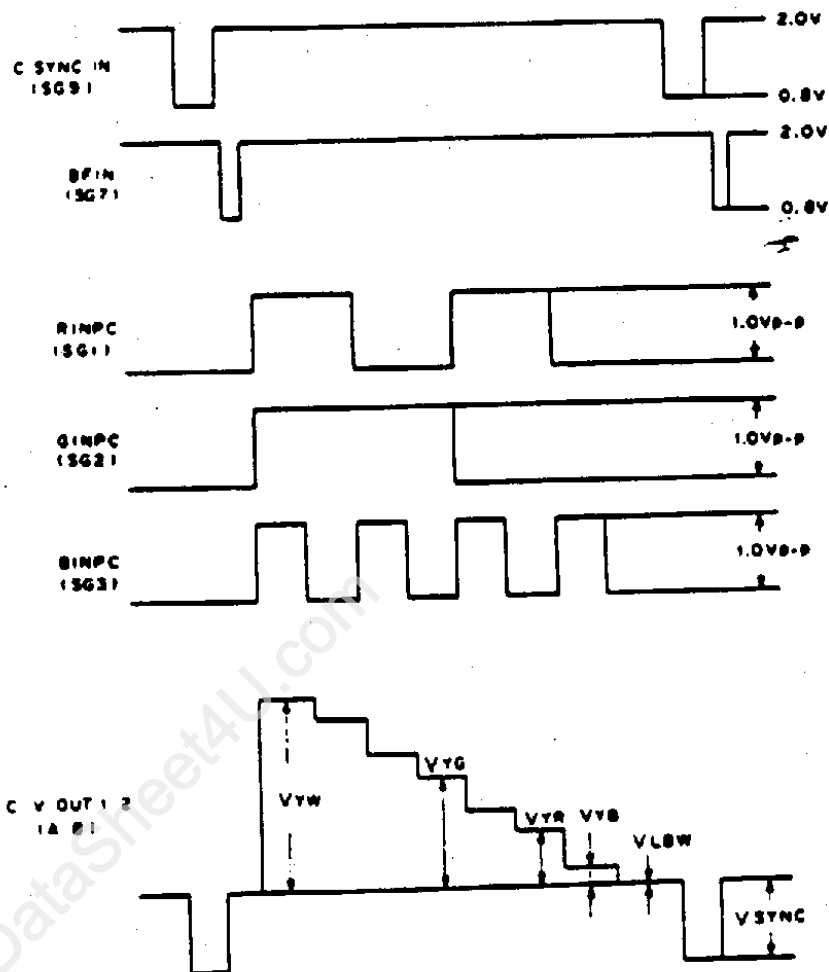 2.0V
C SYNC IN
(SG9)
0.8V
2.0V
BFIN
(SG7)
0.8V
RINPC
(SG1)
1.0Vp-p
GINPC
(SG2)
1.0Vp-p
BINPC
(SG3)
1.0Vp-p
VYG
VYW
C V OUT 1 2
(A B)
VYR
VYB
VLBW
VSYNC
DataSheet4U.com